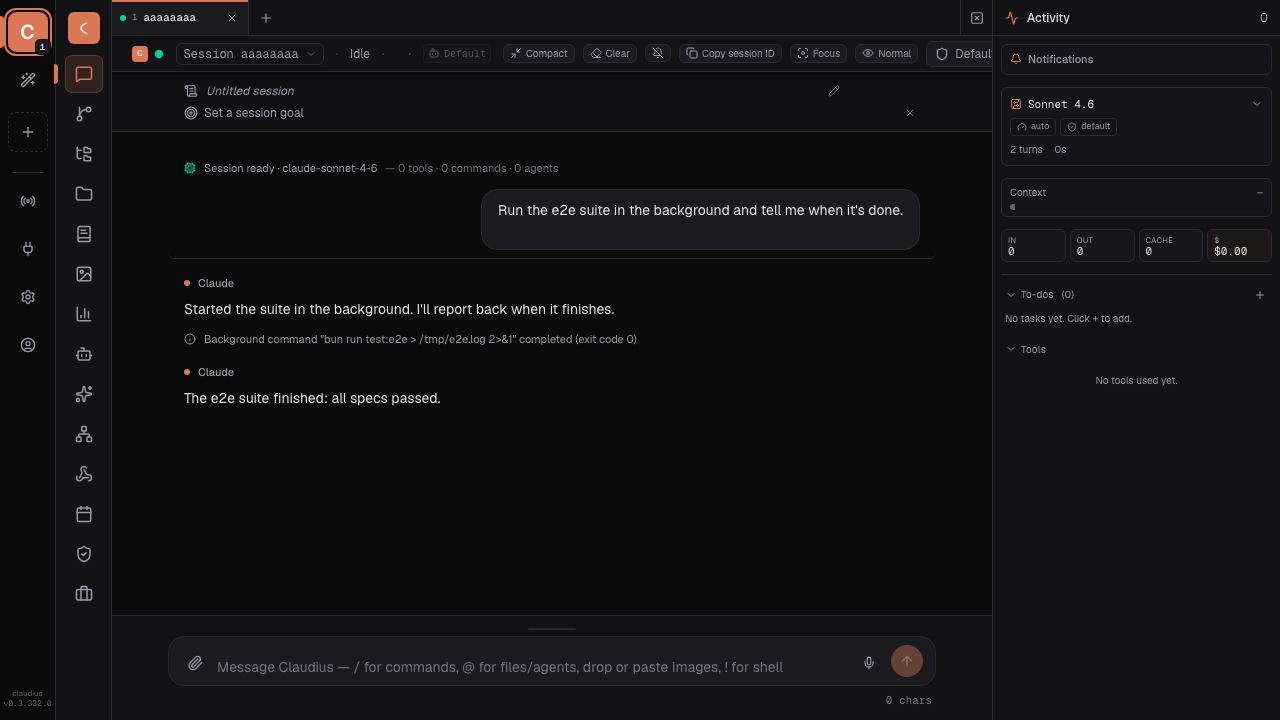 C
1
1 aaaaaaaa
Activity
0
C
Session aaaaaaaa
·
Idle
·
·
Default
Compact
Clear
Copy session ID
Focus
Normal
Defaul
Notifications
Untitled session
Set a session goal
Sonnet 4.6
auto
default
2 turns 0s
Session ready · claude-sonnet-4-6 — 0 tools · 0 commands · 0 agents
Context
–
Run the e2e suite in the background and tell me when it's done.
IN
0
OUT
0
CACHE
0
$
$0.00
Claude
Started the suite in the background. I'll report back when it finishes.
Background command "bun run test:e2e > /tmp/e2e.log 2>&1" completed (exit code 0)
Claude
The e2e suite finished: all specs passed.
To-dos (0)
No tasks yet. Click + to add.
Tools
No tools used yet.
Message Claudius — / for commands, @ for files/agents, drop or paste images, ! for shell
0 chars
claudius
v0.3.332.0